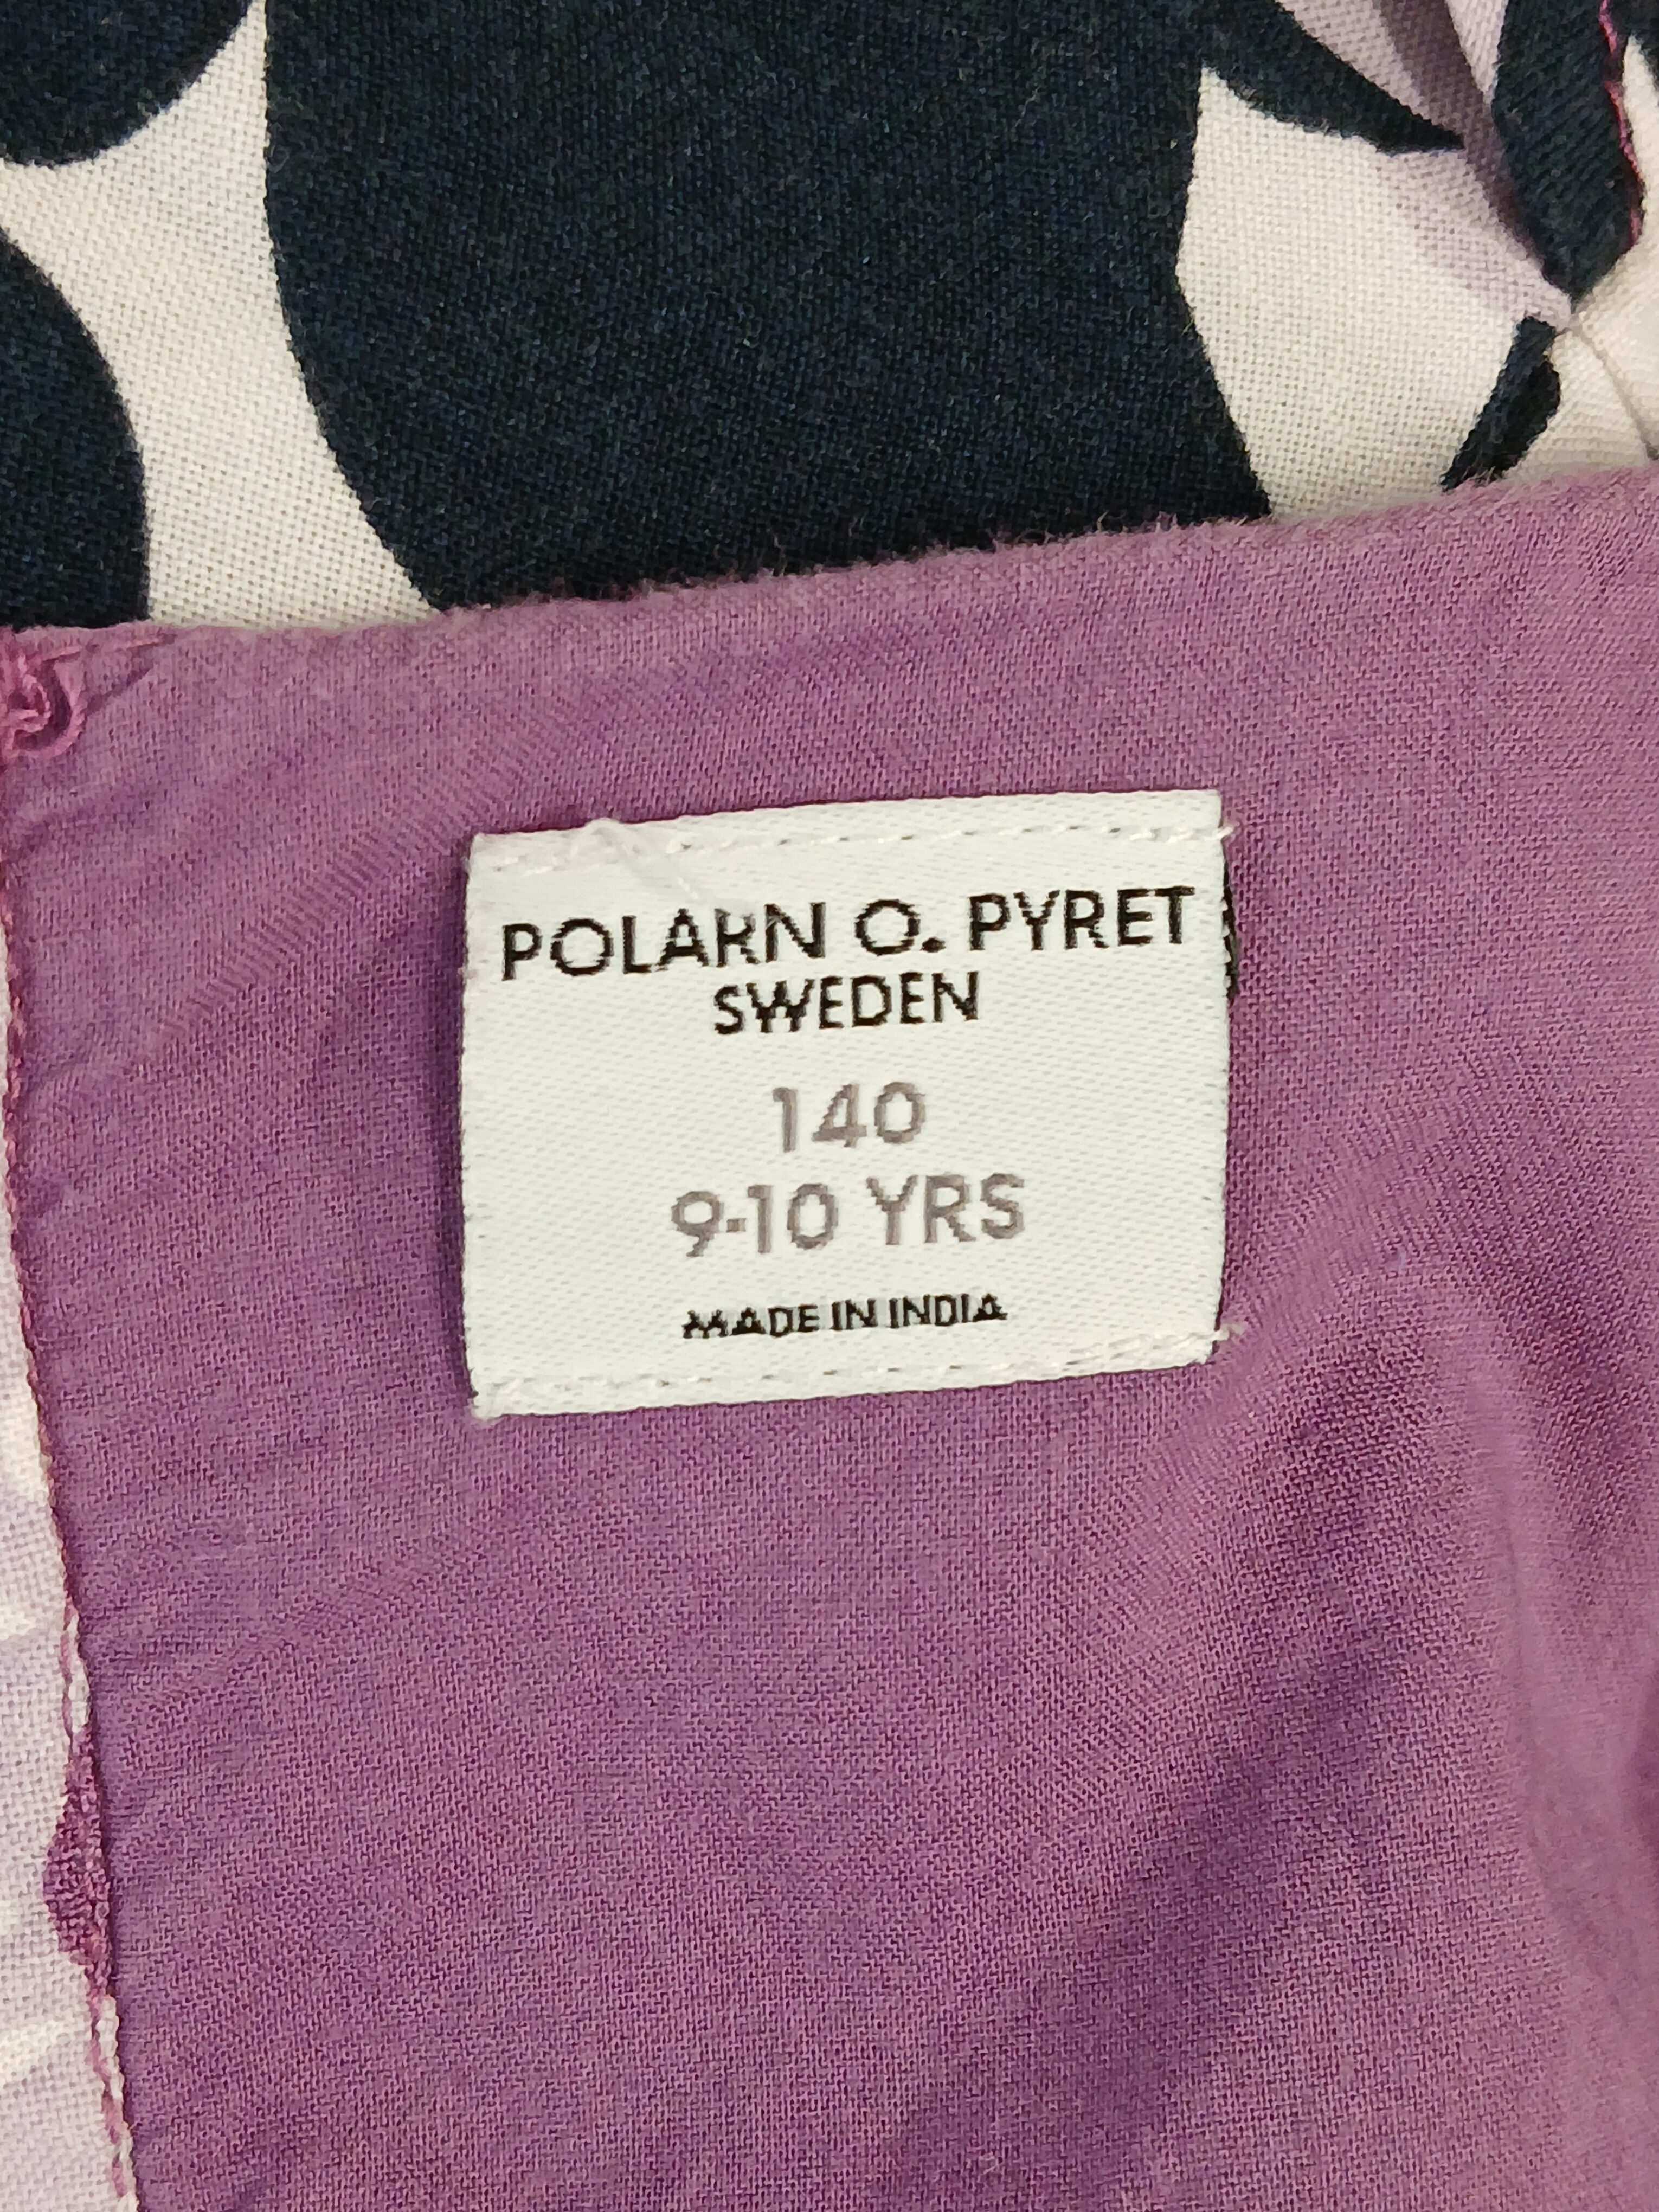 POLARN O. PYRET
SWEDEN
140
9-10 YRS
MADE IN INDIA